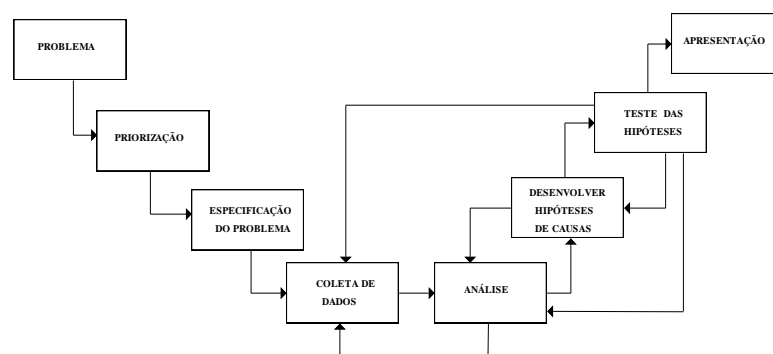 PROBLEMA
PRIORIZAÇÃO
ESPECIFICAÇÃO
DO PROBLEMA
COLETA DE
DADOS
ANÁLISE
DESENVOLVER
HIPÓTESES
DE CAUSAS
TESTE DAS
HIPÓTESES
APRESENTAÇÃO